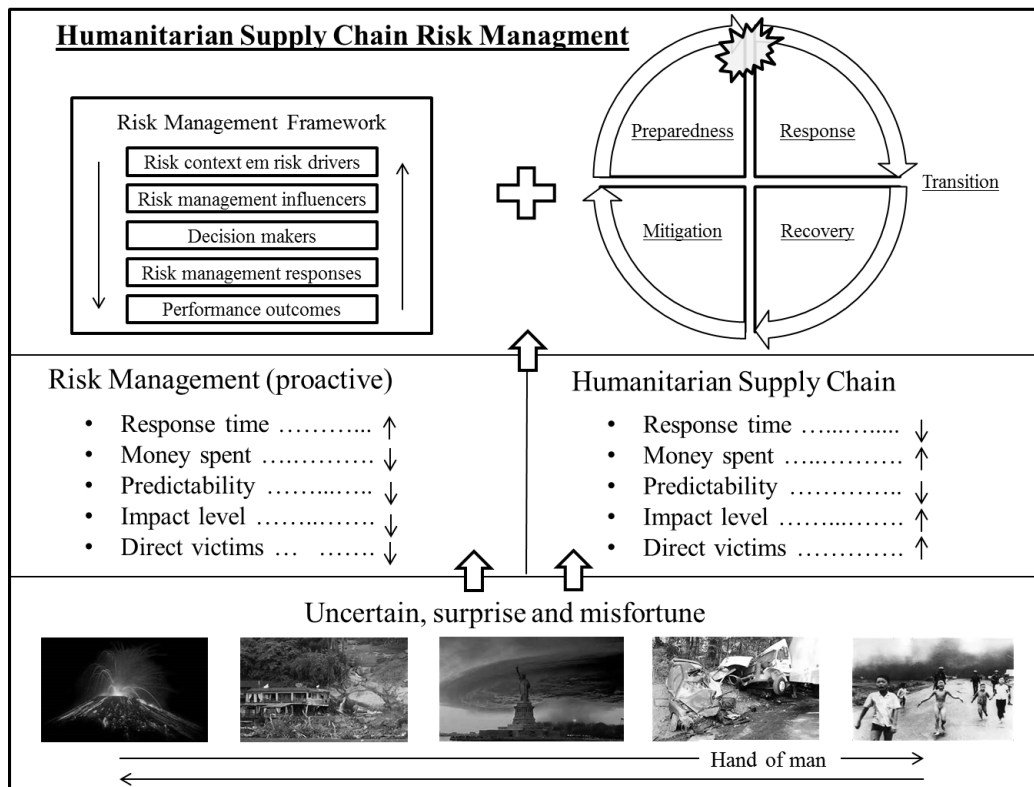 Humanitarian Supply Chain Risk Managment
Risk Management Framework
Risk context em risk drivers
Risk management influencers
Decision makers
Risk management responses
Performance outcomes
Preparedness
Response
Transition
Mitigation
Recovery
Risk Management (proactive)
• Response time ………... ↑
• Money spent ….………. ↓
• Predictability ……...….. ↓
• Impact level ……..……. ↓
• Direct victims … ……. ↓
Humanitarian Supply Chain
• Response time …...…..... ↓
• Money spent …..………. ↑
• Predictability …………. ↓
• Impact level ……...……. ↑
• Direct victims …………. ↑
Uncertain, surprise and misfortune
Hand of man